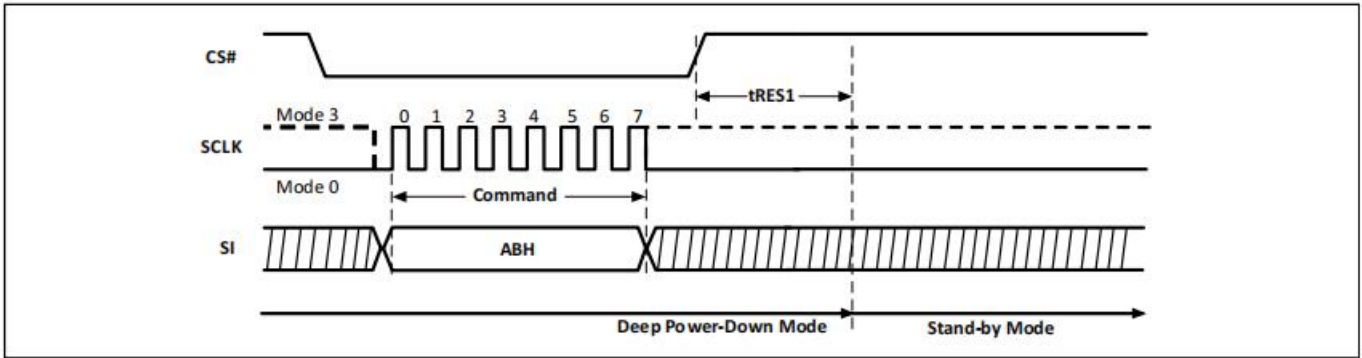 CS#
tRES1
Mode 3
0 1 2 3 4 5 6 7
SCLK
Mode 0
Command
SI
ABH
Deep Power-Down Mode
Stand-by Mode